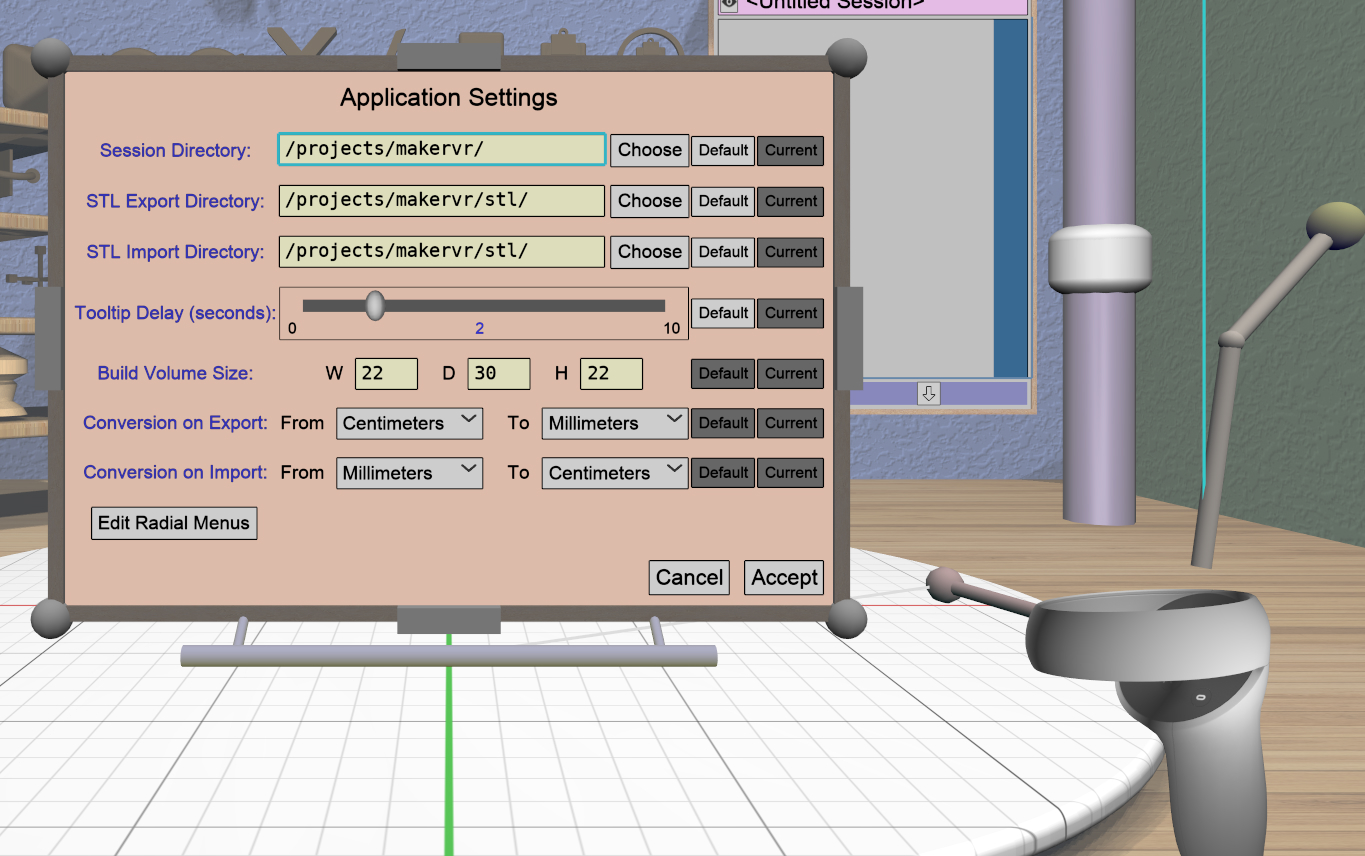 <Untitled Session>
Application Settings
Session Directory: /projects/makervr/ Choose Default Current
STL Export Directory: /projects/makervr/stl/ Choose Default Current
STL Import Directory: /projects/makervr/stl/ Choose Default Current
Tooltip Delay (seconds): 0 2 10 Default Current
Build Volume Size: W 22 D 30 H 22 Default Current
Conversion on Export: From Centimeters To Millimeters Default Current
Conversion on Import: From Millimeters To Centimeters Default Current
Edit Radial Menus
Cancel Accept